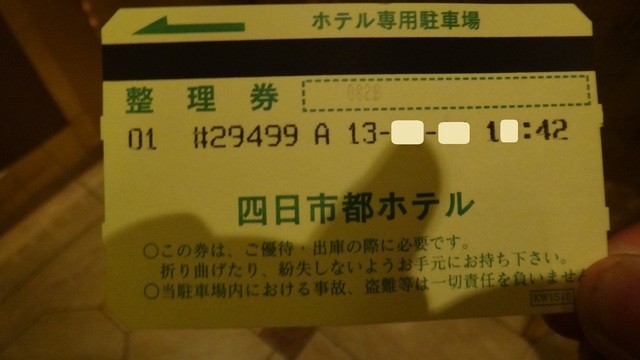 ホテル専用駐車場
整理券
01 #29499 A 13- - 1 :42
四日市都ホテル
○この券は、ご優待・出庫の際に必要です。
折り曲げたり、紛失しないようお手元にお持ち下さい。
○当駐車場内における事故、盗難等は一切責任を負いません